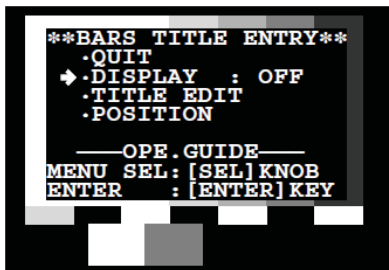 **BARS TITLE ENTRY**
·QUIT
·DISPLAY : OFF
·TITLE EDIT
·POSITION
——OPE.GUIDE——
MENU SEL:[SEL]KNOB
ENTER :[ENTER]KEY